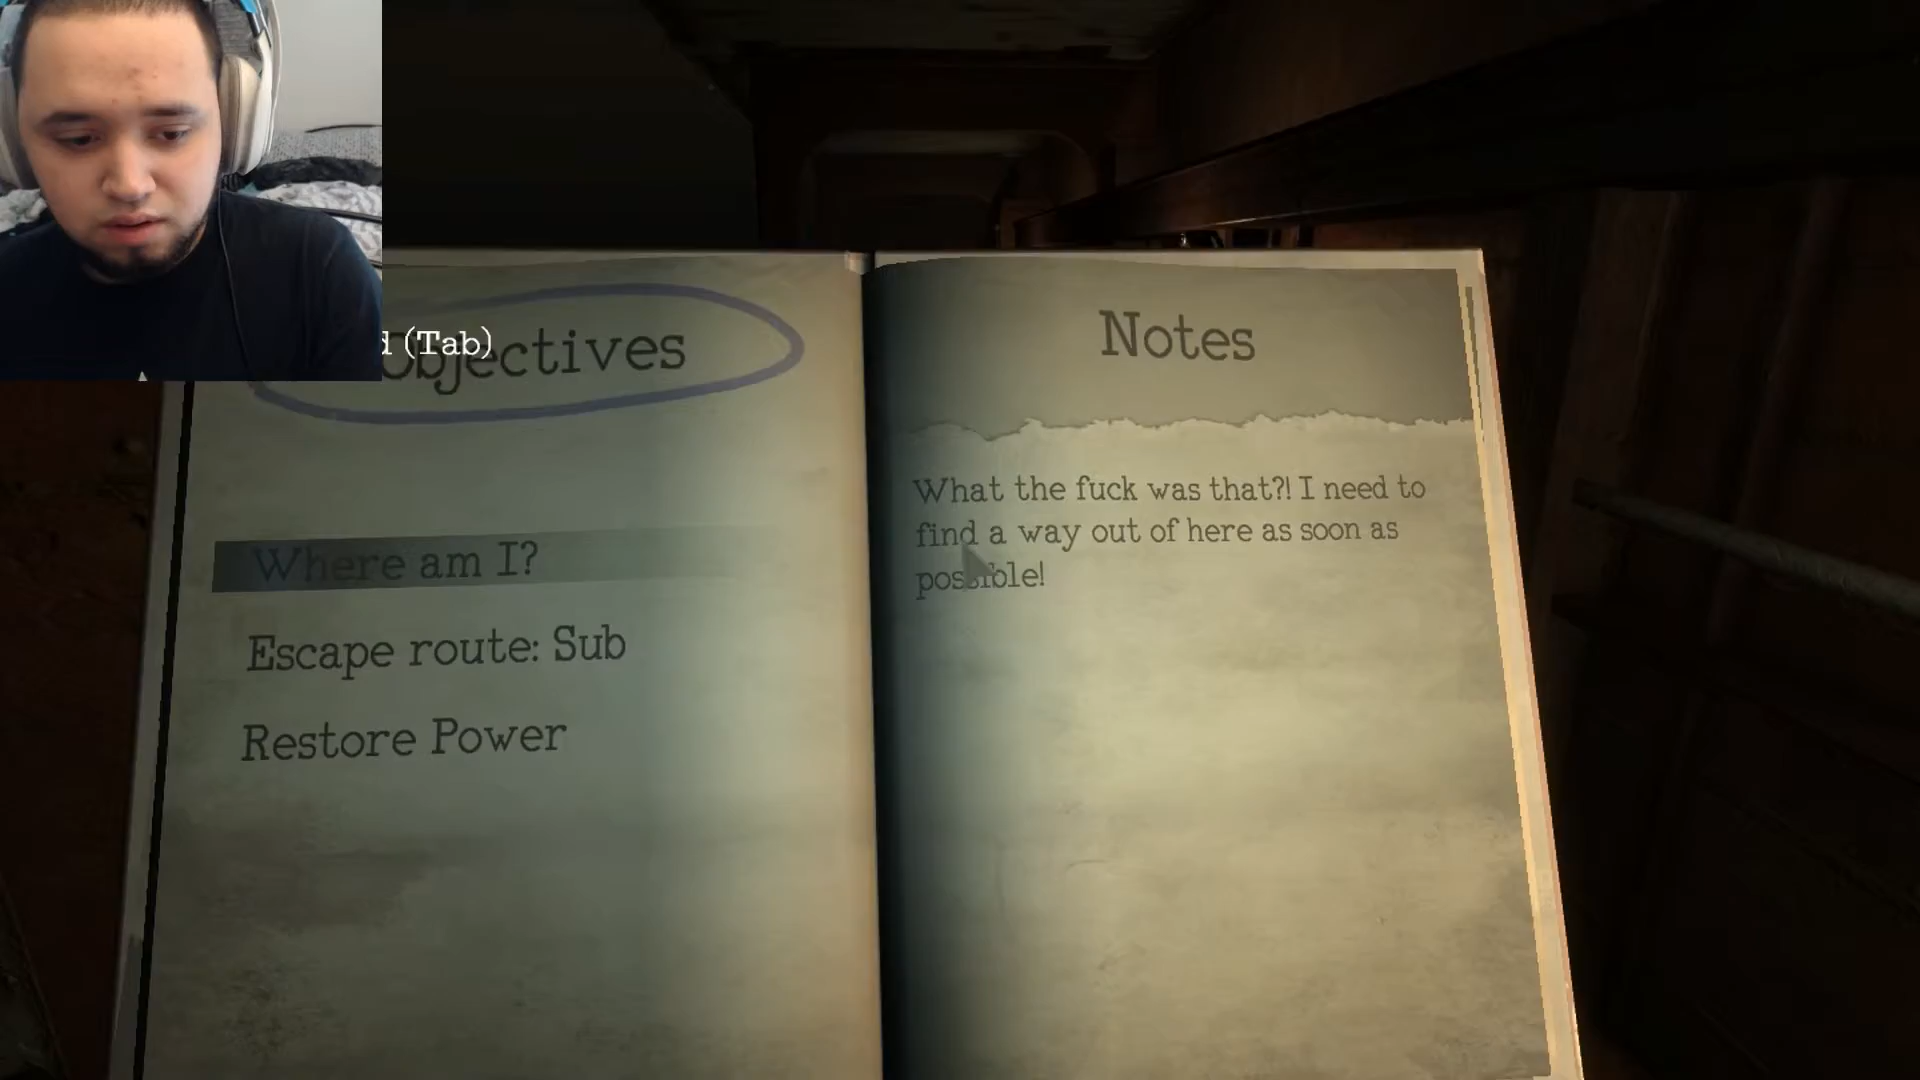 (Tab)
Objectives
Where am I?
Escape route: Sub
Restore Power
Notes
What the fuck was that?! I need to
find a way out of here as soon as
possible!